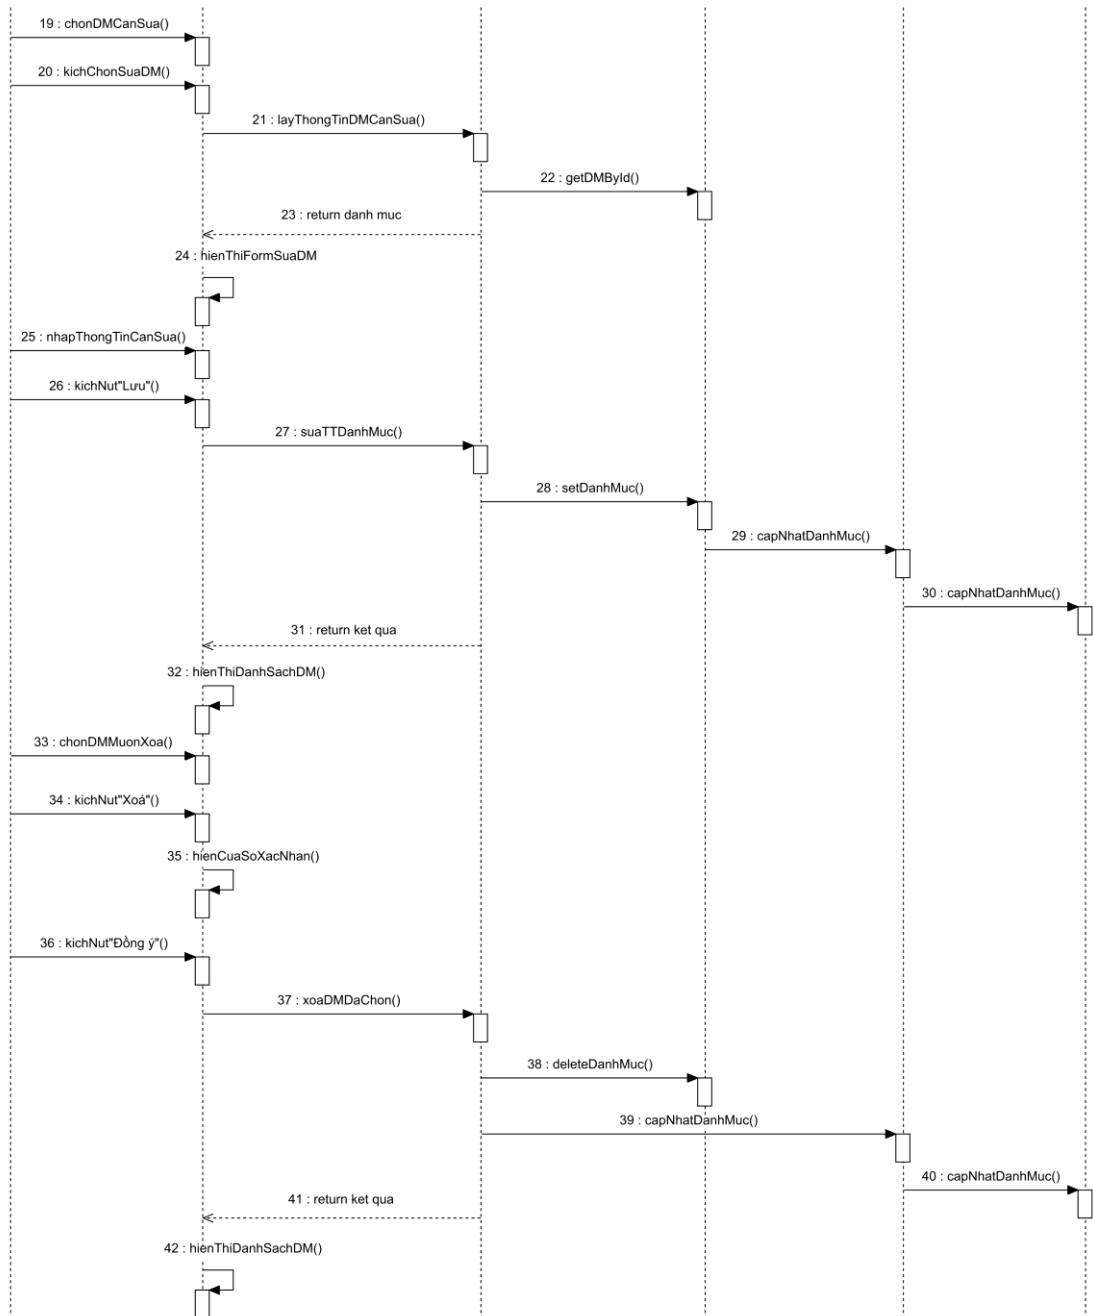 19 : chonDMCanSua()
20 : kichChonSuaDM()
21 : layThongTinDMCanSua()
22 : getDMById()
23 : return danh muc
24 : hienThiFormSuaDM
25 : nhapThongTinCanSua()
26 : kichNut"Lưu"()
27 : suaTTDanhMuc()
28 : setDanhMuc()
29 : capNhatDanhMuc()
30 : capNhatDanhMuc()
31 : return ket qua
32 : hienThiDanhSachDM()
33 : chonDMMuonXoa()
34 : kichNut"Xoá"()
35 : hienCuaSoXacNhan()
36 : kichNut"Đồng ý"()
37 : xoaDMDaChon()
38 : deleteDanhMuc()
39 : capNhatDanhMuc()
40 : capNhatDanhMuc()
41 : return ket qua
42 : hienThiDanhSachDM()